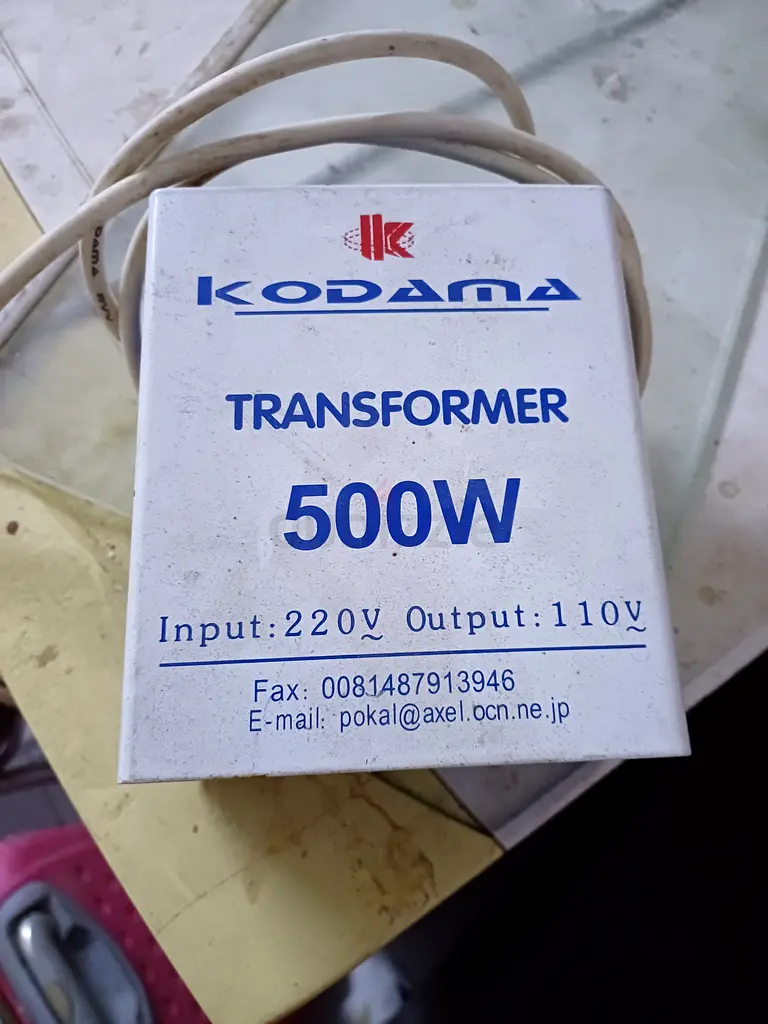 KODAMA
TRANSFORMER
500W
Input:220V Output:110V
Fax: 0081487913946
E-mail: pokal@axel.ocn.ne.jp